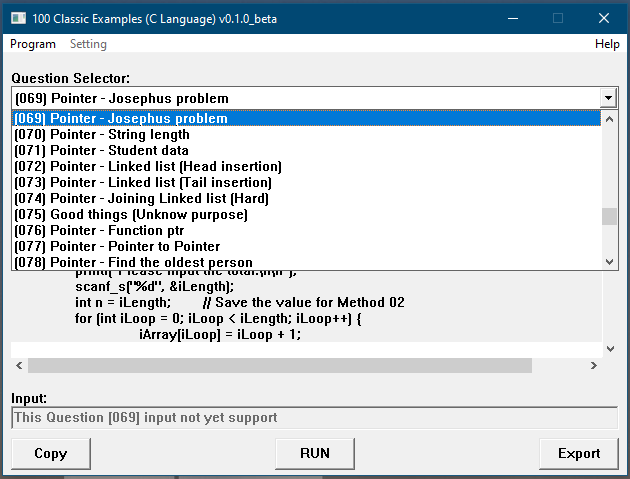 100 Classic Examples (C Language) v0.1.0_beta
Program Setting Help
Question Selector:
(069) Pointer - Josephus problem
(069) Pointer - Josephus problem
(070) Pointer - String length
(071) Pointer - Student data
(072) Pointer - Linked list (Head insertion)
(073) Pointer - Linked list (Tail insertion)
(074) Pointer - Joining Linked list (Hard)
(075) Good things (Unknow purpose)
(076) Pointer - Function ptr
(077) Pointer - Pointer to Pointer
(078) Pointer - Find the oldest person
scanf_s("%d", &iLength);
int n = iLength; // Save the value for Method 02
for (int iLoop = 0; iLoop < iLength; iLoop++) {
iArray[iLoop] = iLoop + 1;
Input:
This Question [069] input not yet support
Copy RUN Export